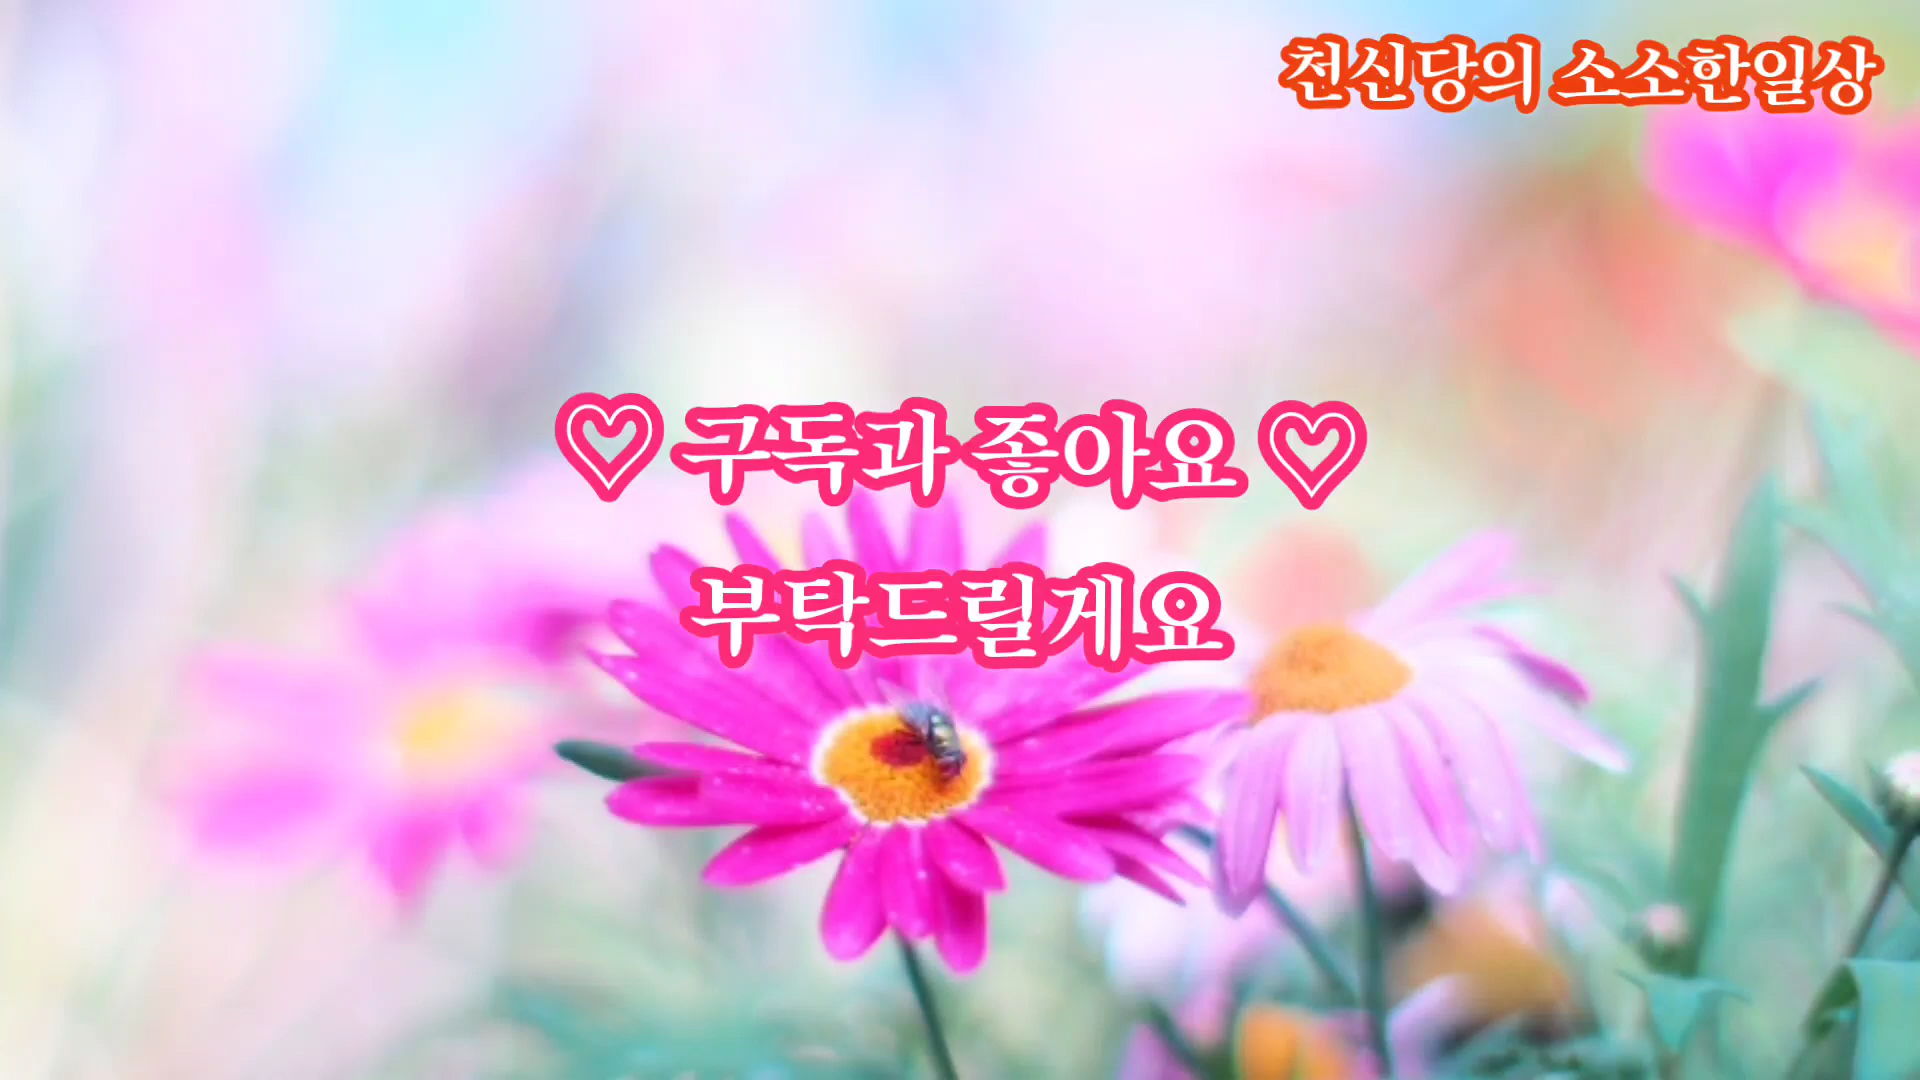 천신당의 소소한일상
♡ 구독과 좋아요 ♡
부탁드릴게요